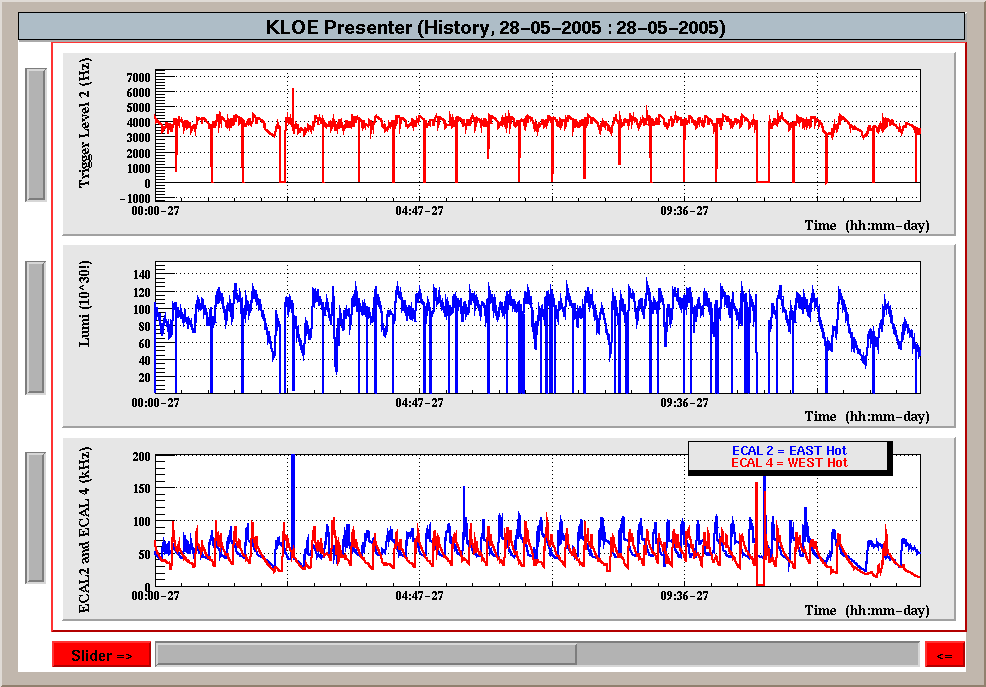 KLOE Presenter (History, 28-05-2005 : 28-05-2005)
Trigger Level 2 (Hz)
7000
6000
5000
4000
3000
2000
1000
0
-1000
00:00-27 04:47-27 09:36-27
Time (hh:mm-day)
Lumi (10^30!)
140
120
100
80
60
40
20
00:00-27 04:47-27 09:36-27
Time (hh:mm-day)
ECAL2 and ECAL 4 (kHz)
ECAL 2 = EAST Hot
ECAL 4 = WEST Hot
200
150
100
50
0
00:00-27 04:47-27 09:36-27
Time (hh:mm-day)
Slider => <=